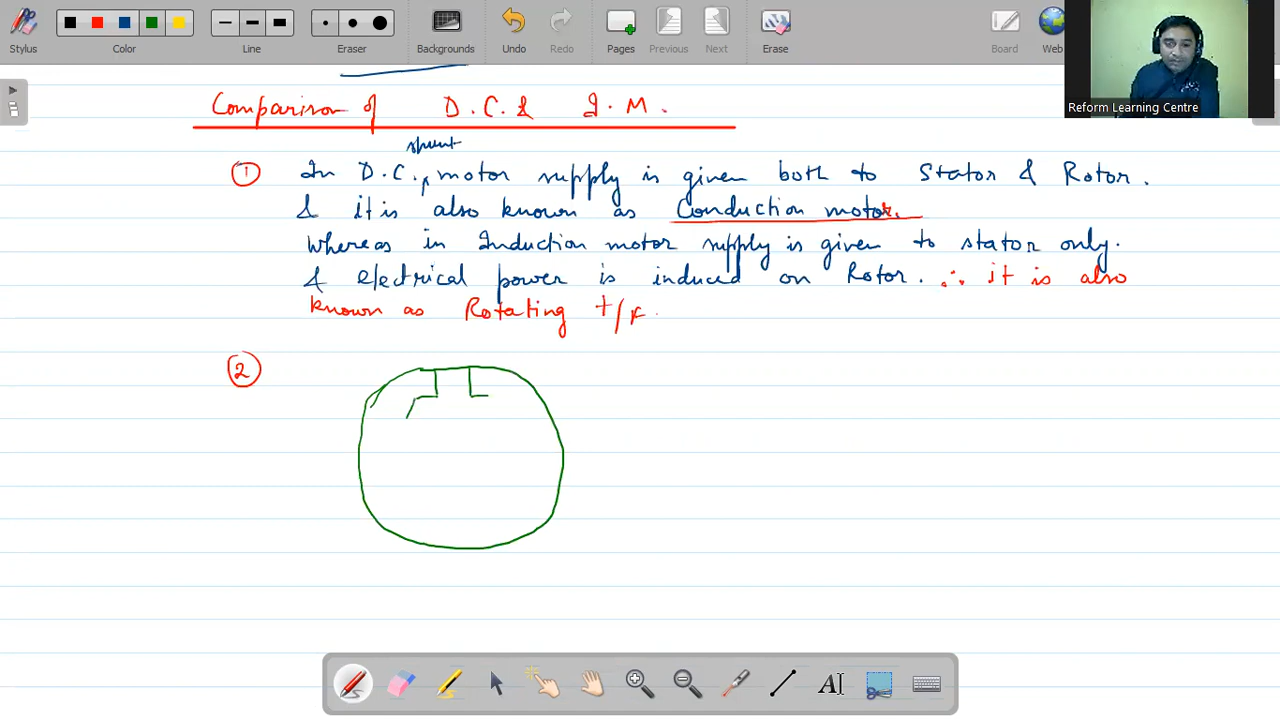 Stylus
Color
Line
Eraser
Backgrounds
Undo
Redo
Pages
Previous
Next
Erase
Board
Web
Reform Learning Centre
Comparison of D.C. & I.M.
shunt
① In D.C., motor supply is given both to Stator & Rotor.
& it is also known as Conduction motor.
whereas in Induction motor supply is given to stator only.
& electrical power is induced on Rotor. ∴ it is also
known as Rotating t/f.
②